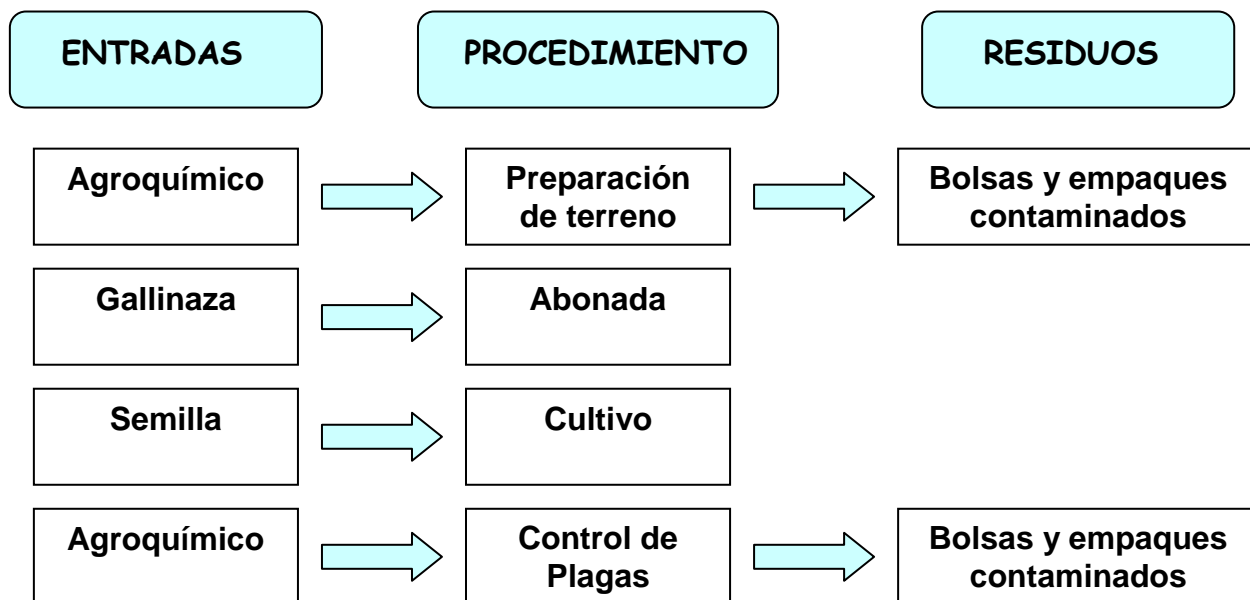 ENTRADAS
PROCEDIMIENTO
RESIDUOS
Agroquímico
Preparación
de terreno
Bolsas y empaques
contaminados
Gallinaza
Abonada
Semilla
Cultivo
Agroquímico
Control de
Plagas
Bolsas y empaques
contaminados